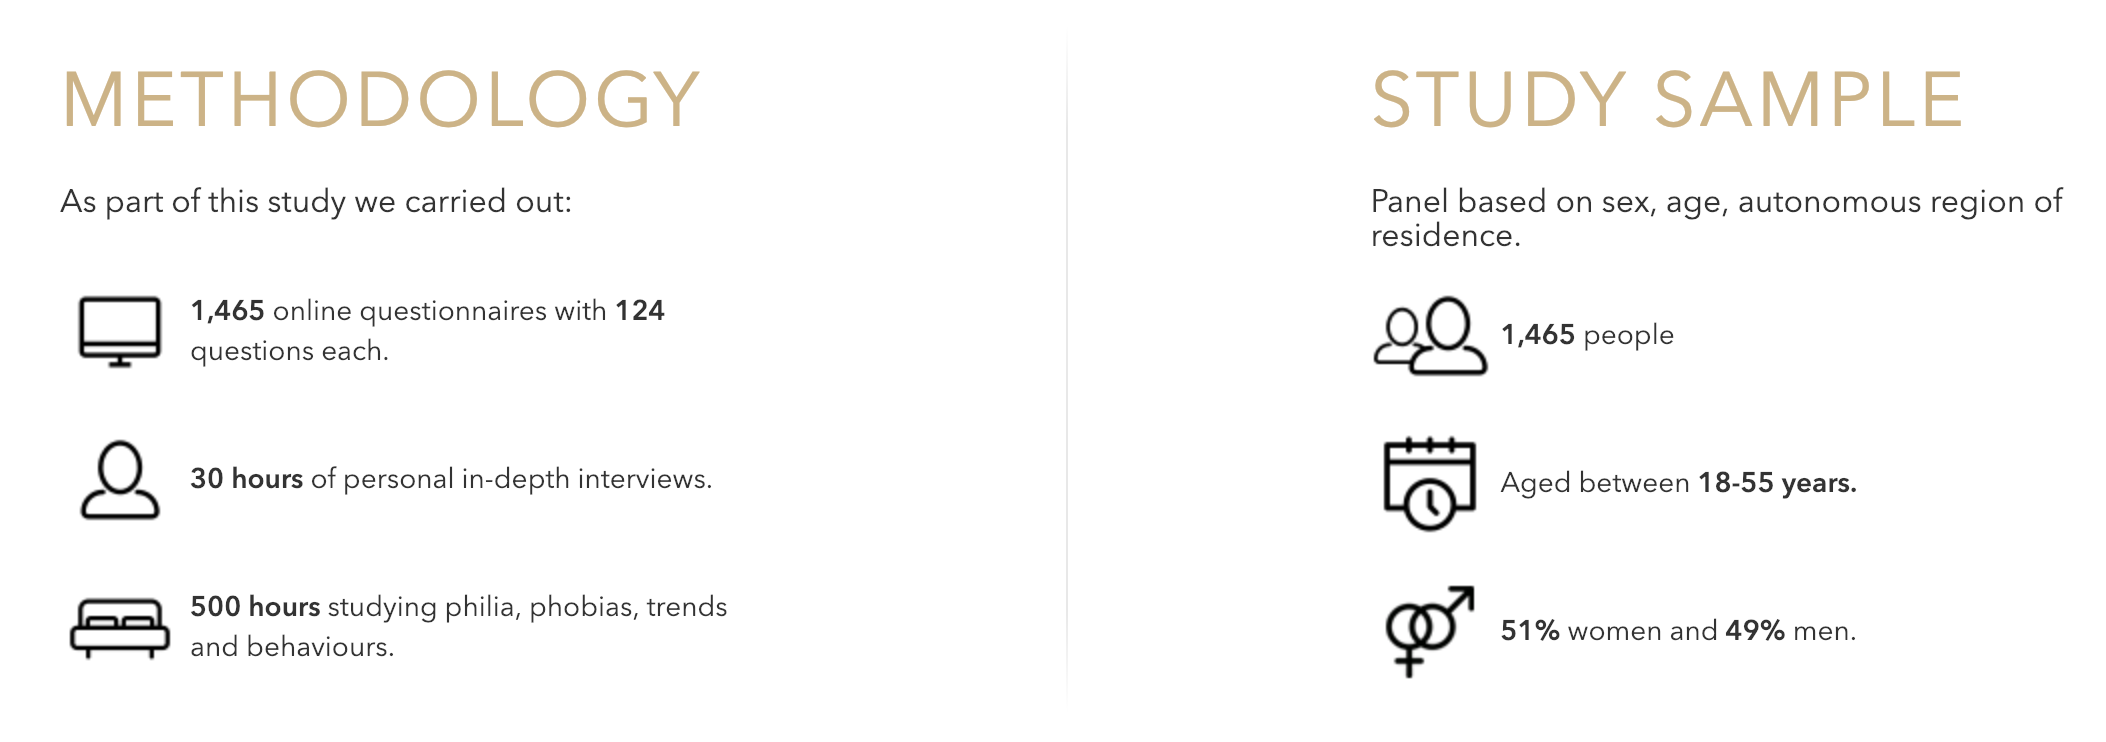 METHODOLOGY
As part of this study we carried out:
1,465 online questionnaires with 124
questions each.
30 hours of personal in-depth interviews.
500 hours studying philia, phobias, trends
and behaviours.
STUDY SAMPLE
Panel based on sex, age, autonomous region of
residence.
1,465 people
Aged between 18-55 years.
51% women and 49% men.